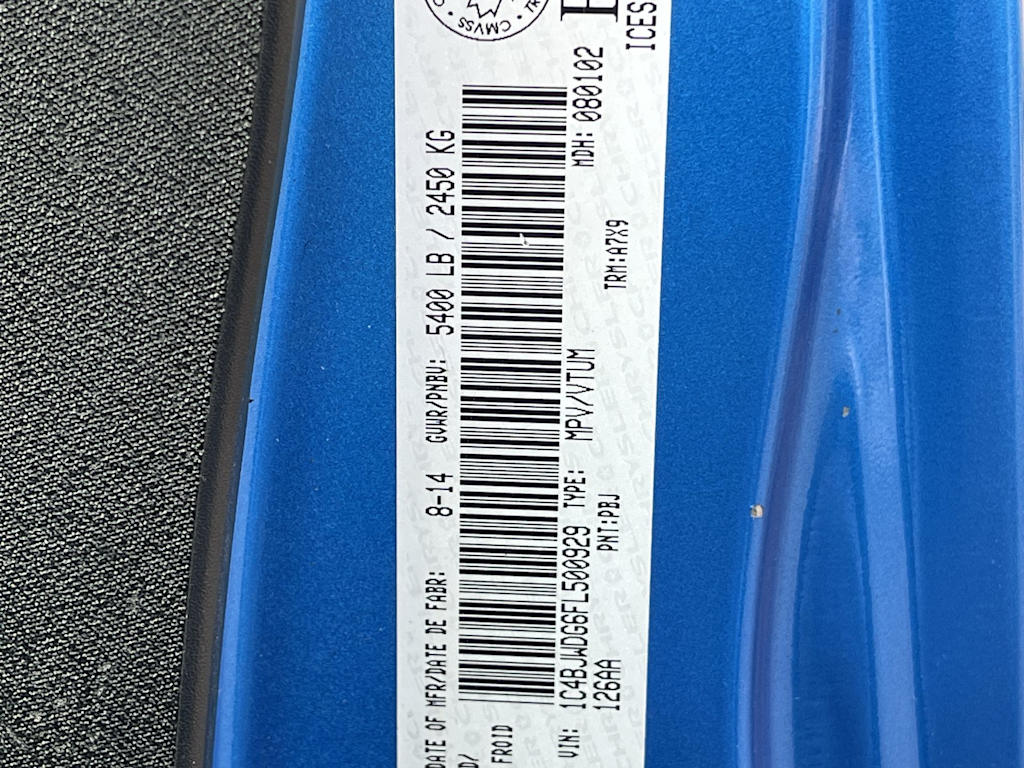 DATE OF MFR/DATE DE FABR: 8-14 GVWR/PNBV: 5400 LB / 2450 KG
D/
FROID
CMVSS
VIN: 1C4BJWDG6FL500929 TYPE: MPV/VTUM MDH: 080102
126AA PNT:PBJ TRM:A7X9
ICES